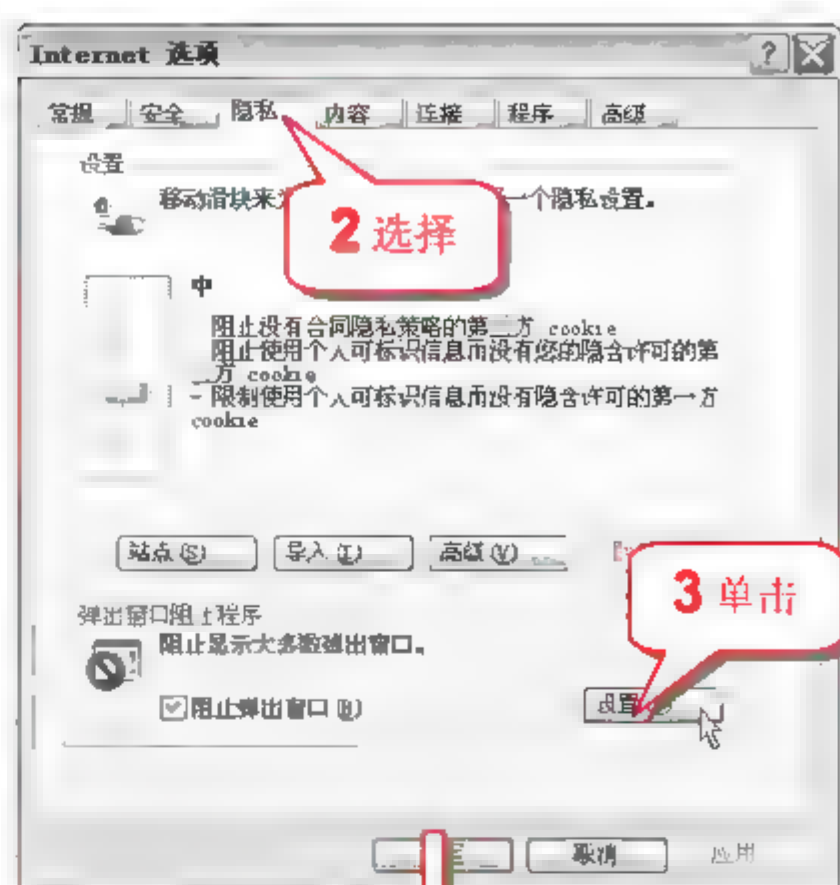 Internet 选项
常规 安全 隐私 内容 连接 程序 高级
设置
移动滑块来 一个隐私设置。
2 选择
中
阻止没有合同隐私策略的第三方 cookie
阻止使用个人可标识信息而没有您的隐含许可的第
方 cookie
- 限制使用个人可标识信息而没有隐含许可的第一方
cookie
站点(S) 导入(I) 高级(V)
3 单击
弹出窗口阻止程序
阻止显示大多数弹出窗口。
阻止弹出窗口(B)
设置
取消 应用